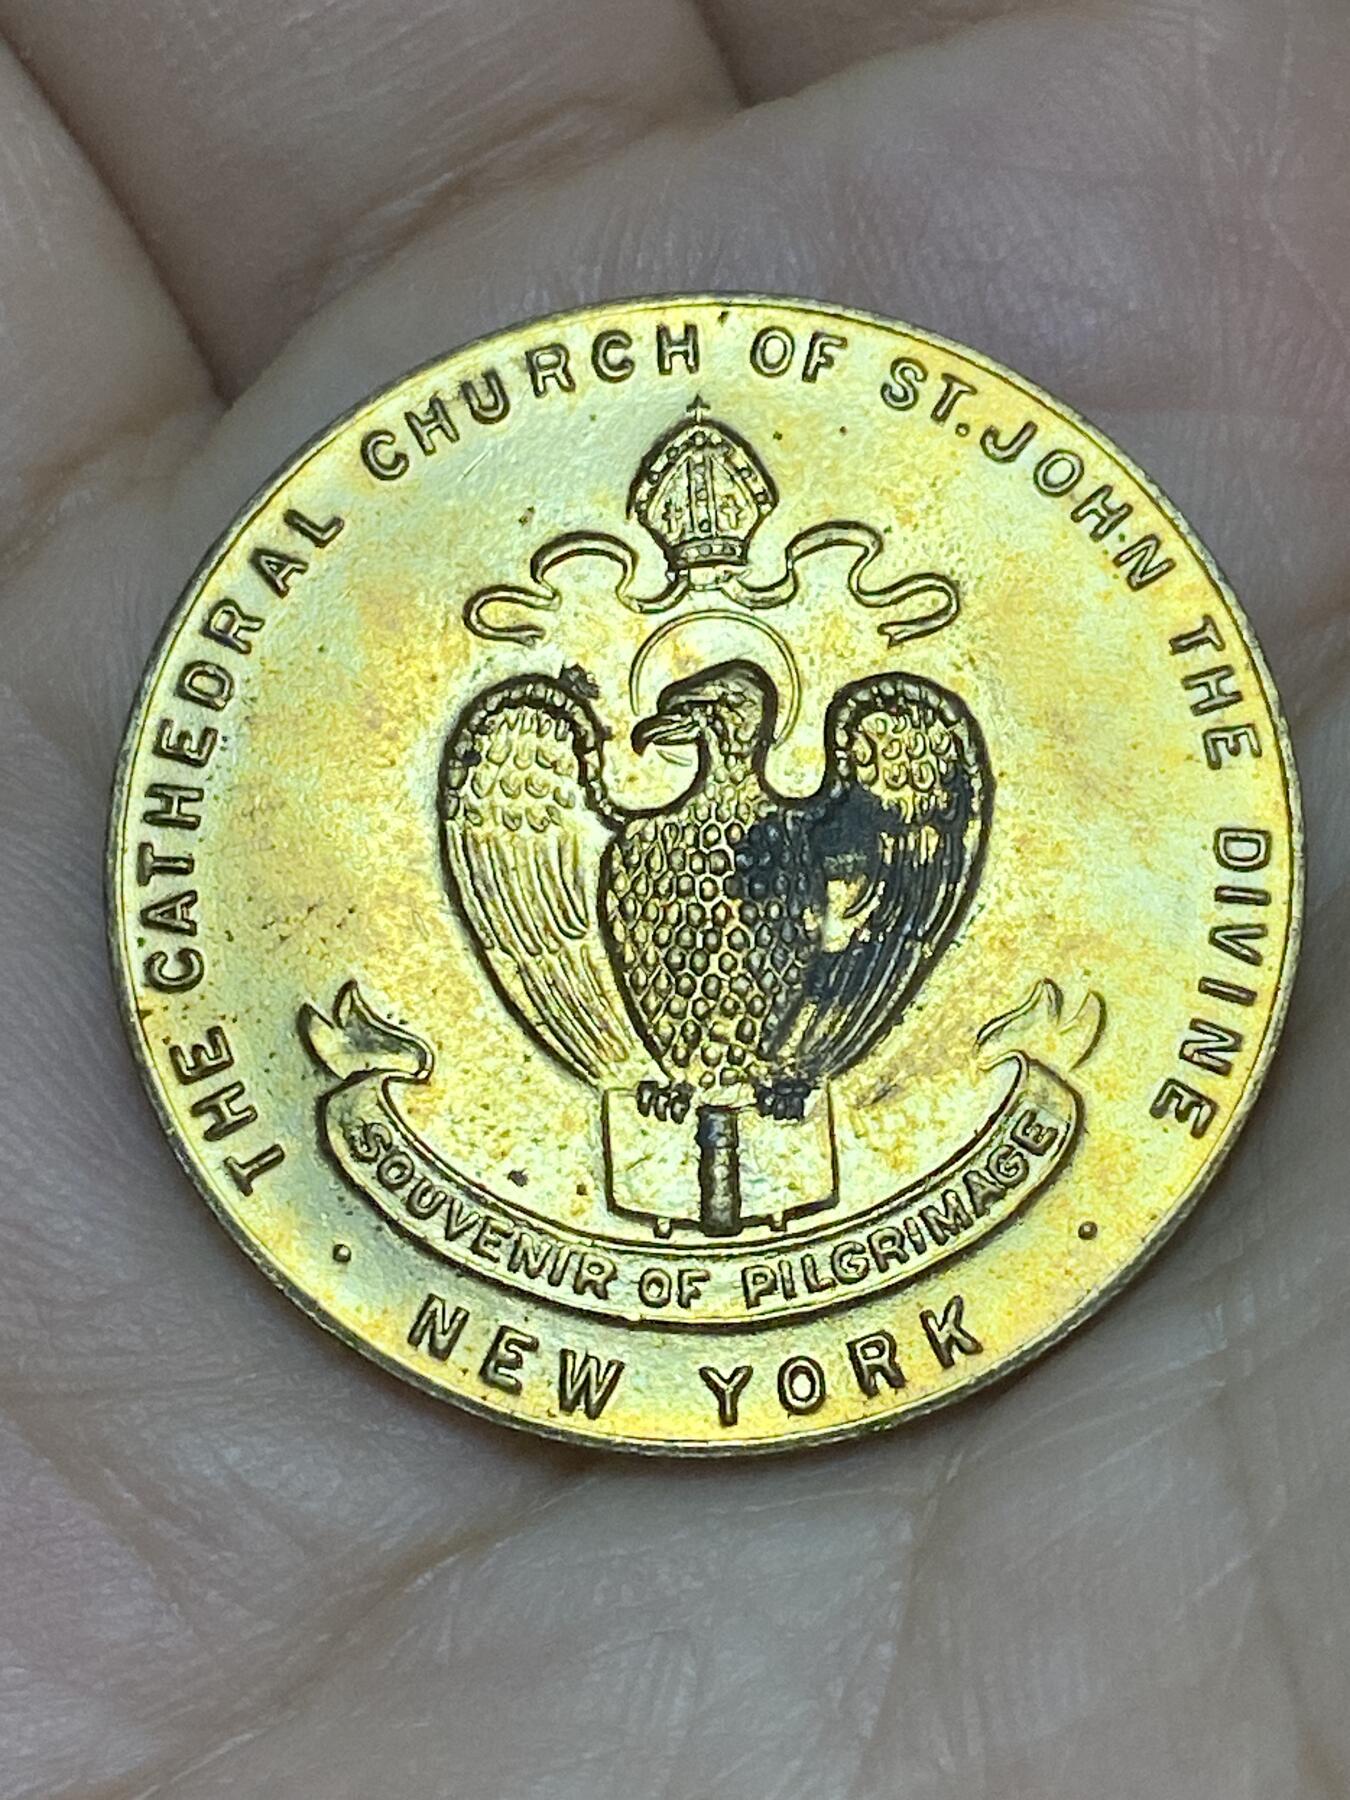 THE CATHEDRAL CHURCH OF ST. JOHN THE DIVINE
SOUVENIR OF PILGRIMAGE
• NEW YORK •